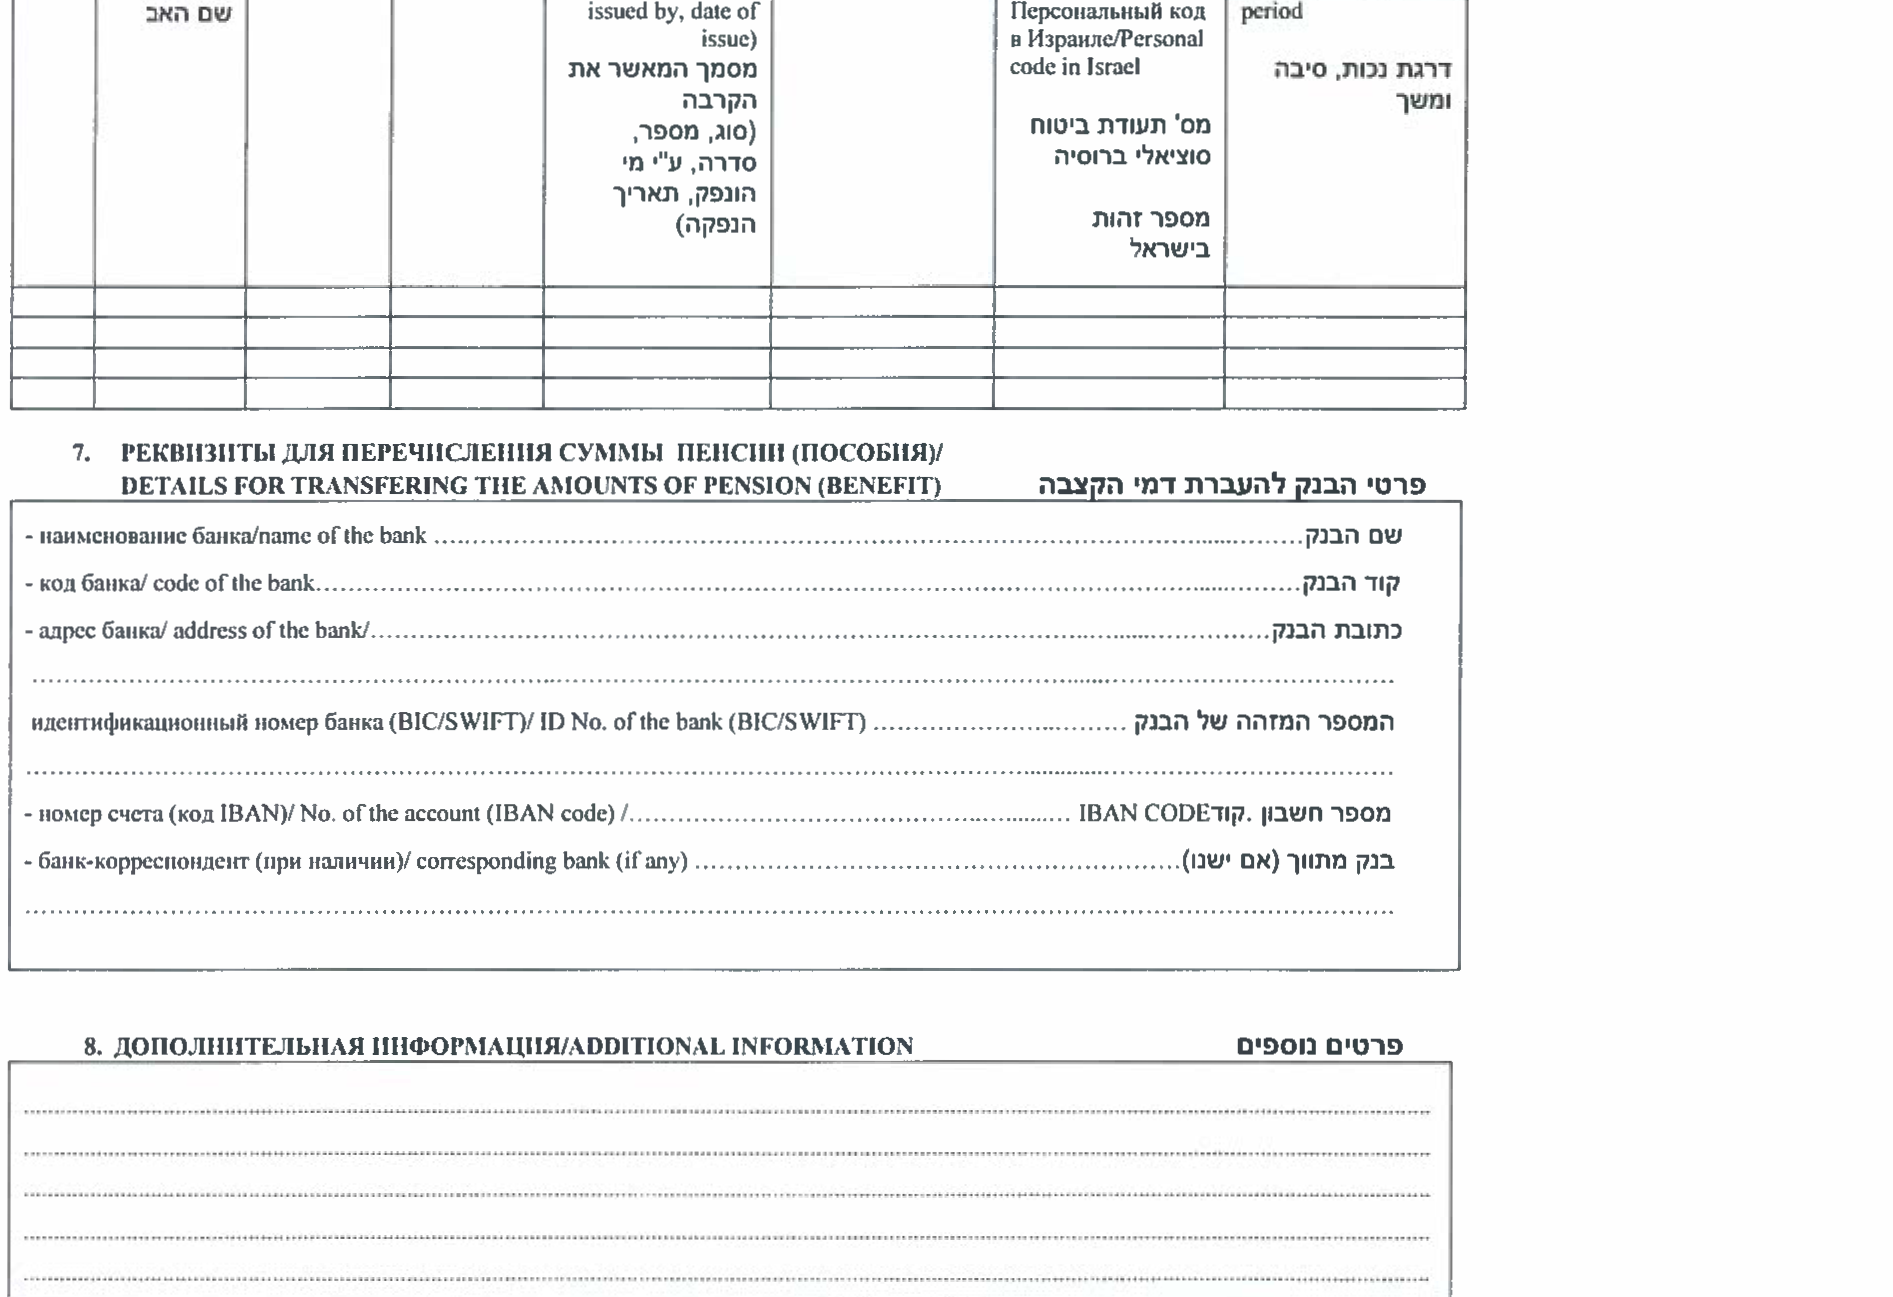 שם האב
issued by, date of
issue)
מסמך המאשר את
הקרבה
(סוג, מספר,
סדרה, ע"י מי
הונפק, תאריך
הנפקה)
Персональный код
в Израиле/Personal
code in Israel
מס' תעודת ביטוח
סוציאלי ברוסיה
מספר זהות
בישראל
period
דרגת נכות, סיבה
ומשך
7. РЕКВИЗИТЫ ДЛЯ ПЕРЕЧИСЛЕНИЯ СУММЫ ПЕНСИИ (ПОСОБИЯ)/
DETAILS FOR TRANSFERING THE AMOUNTS OF PENSION (BENEFIT) פרטי הבנק להעברת דמי הקצבה
- наименование банка/name of the bank ........ שם הבנק
- код банка/ code of the bank........ קוד הבנק
- адрес банка/ address of the bank/........ כתובת הבנק
идентификационный номер банка (BIC/SWIFT)/ ID No. of the bank (BIC/SWIFT) ........ המספר המזהה של הבנק
- номер счета (код IBAN)/ No. of the account (IBAN code) /........ מספר חשבון .קוד IBAN CODE
- банк-корреспондент (при наличии)/ corresponding bank (if any) ........ בנק מתווך (אם ישנו)
8. ДОПОЛНИТЕЛЬНАЯ ИНФОРМАЦИЯ/ADDITIONAL INFORMATION פרטים נוספים